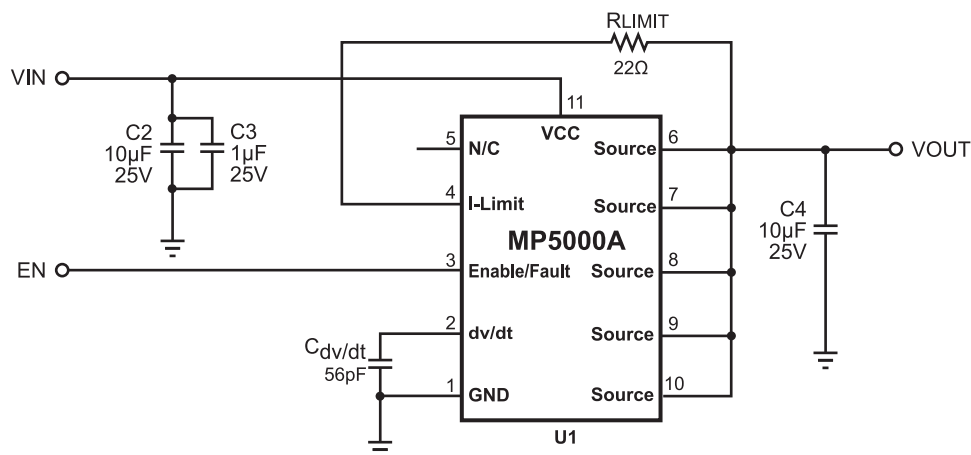 RLIMIT
22Ω
VIN
11
VCC
C2
10µF
25V
C3
1µF
25V
5
N/C
Source
6
VOUT
4
I-Limit
Source
7
C4
10µF
25V
MP5000A
EN
3
Enable/Fault
Source
8
2
dv/dt
Source
9
Cdv/dt
56pF
1
GND
Source
10
U1